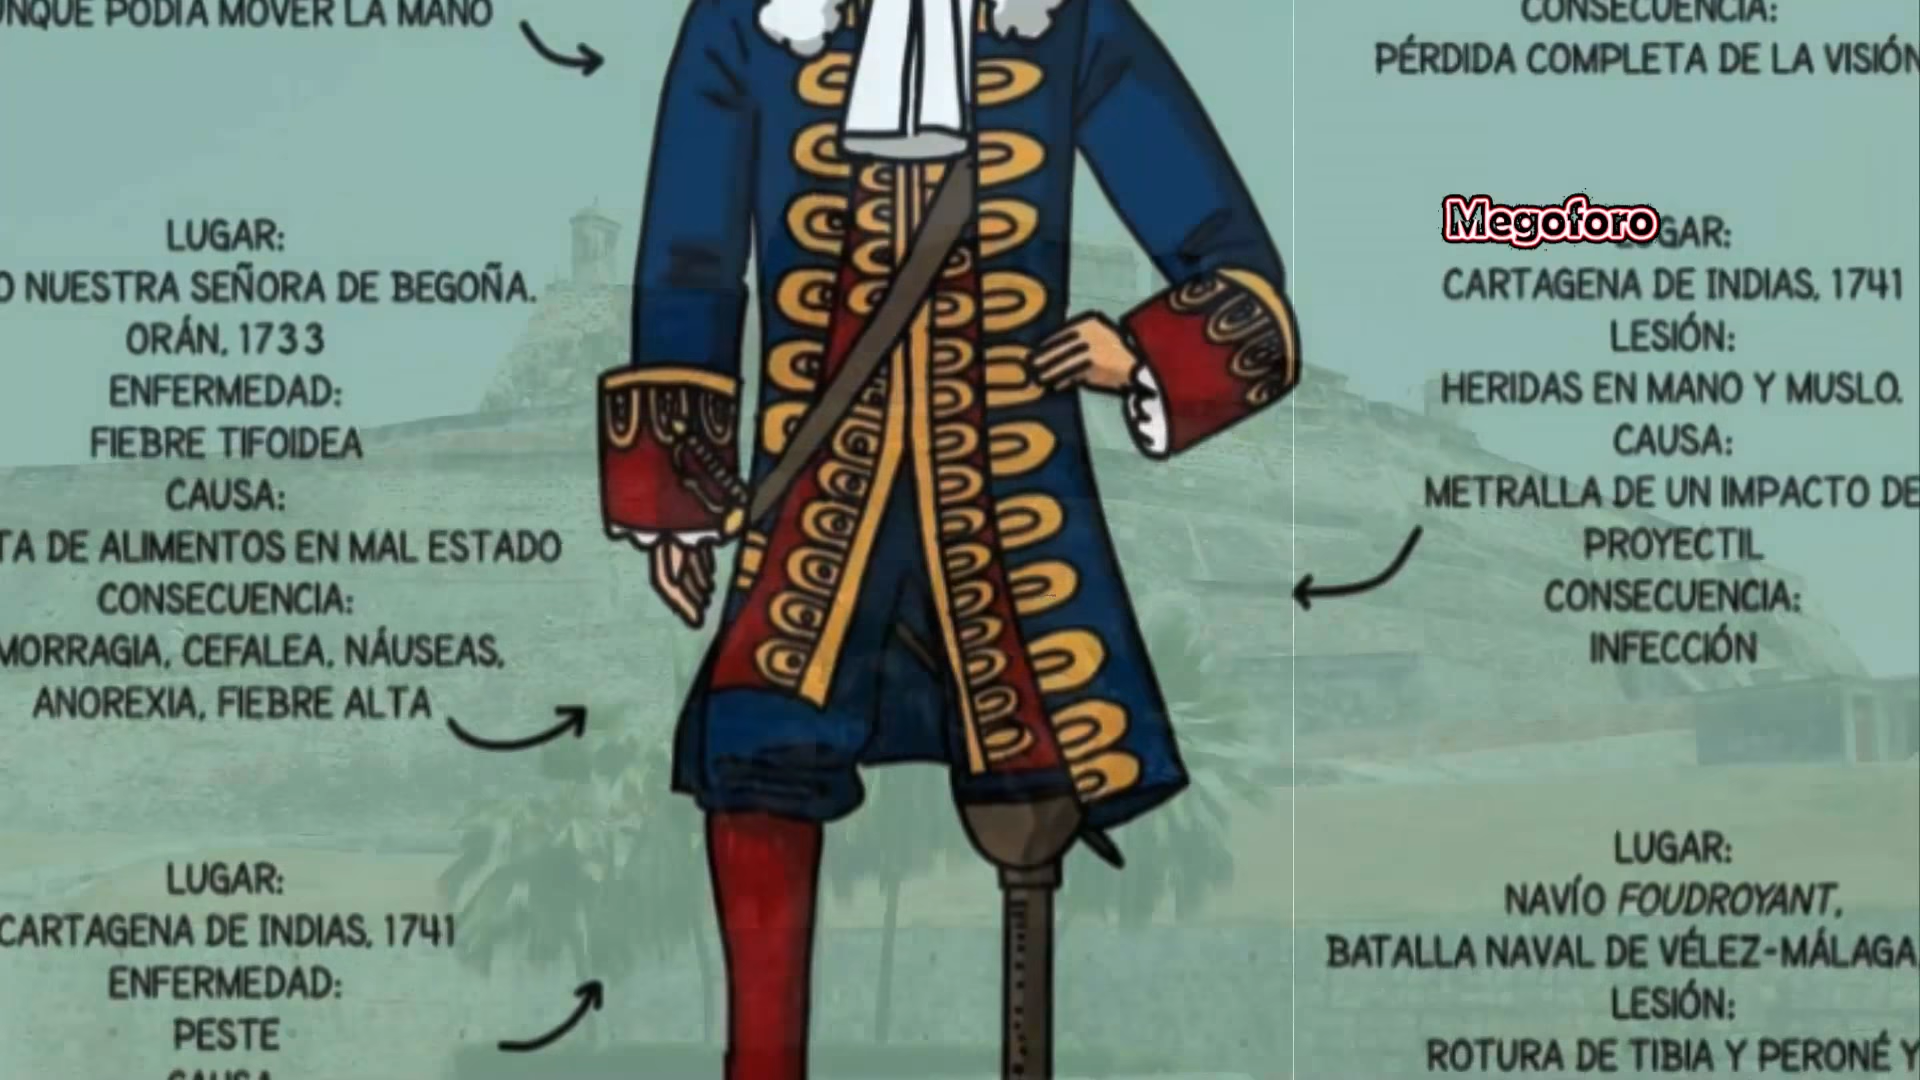 PODÍA MOVER LA MANO
LUGAR:
NUESTRA SEÑORA DE BEGOÑA.
ORÁN, 1733
ENFERMEDAD:
FIEBRE TIFOIDEA
CAUSA:
DE ALIMENTOS EN MAL ESTADO
CONSECUENCIA:
CEFALEA, NÁUSEAS,
ANOREXIA, FIEBRE ALTA
LUGAR:
CARTAGENA DE INDIAS, 1741
ENFERMEDAD:
PESTE
CAUSA
CONSECUENCIA:
PÉRDIDA COMPLETA DE LA VISIÓN
Megoforo
CARTAGENA DE INDIAS, 1741
LESIÓN:
HERIDAS EN MANO Y MUSLO.
CAUSA:
METRALLA DE UN IMPACTO DE
PROYECTIL
CONSECUENCIA:
INFECCIÓN
LUGAR:
NAVÍO FOUDROYANT,
BATALLA NAVAL DE VÉLEZ-MÁLAGA
LESIÓN:
ROTURA DE TIBIA Y PERONÉ Y